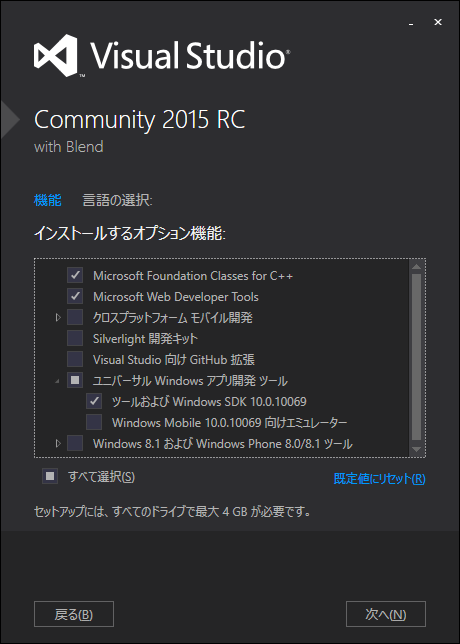 Visual Studio
Community 2015 RC
with Blend
機能 言語の選択:
インストールするオプション機能:
Microsoft Foundation Classes for C++
Microsoft Web Developer Tools
クロスプラットフォーム モバイル開発
Silverlight 開発キット
Visual Studio 向け GitHub 拡張
ユニバーサル Windows アプリ開発 ツール
ツールおよび Windows SDK 10.0.10069
Windows Mobile 10.0.10069 向けエミュレーター
Windows 8.1 および Windows Phone 8.0/8.1 ツール
すべて選択(S) 既定値にリセット(R)
セットアップには、すべてのドライブで最大 4 GB が必要です。
戻る(B) 次へ(N)